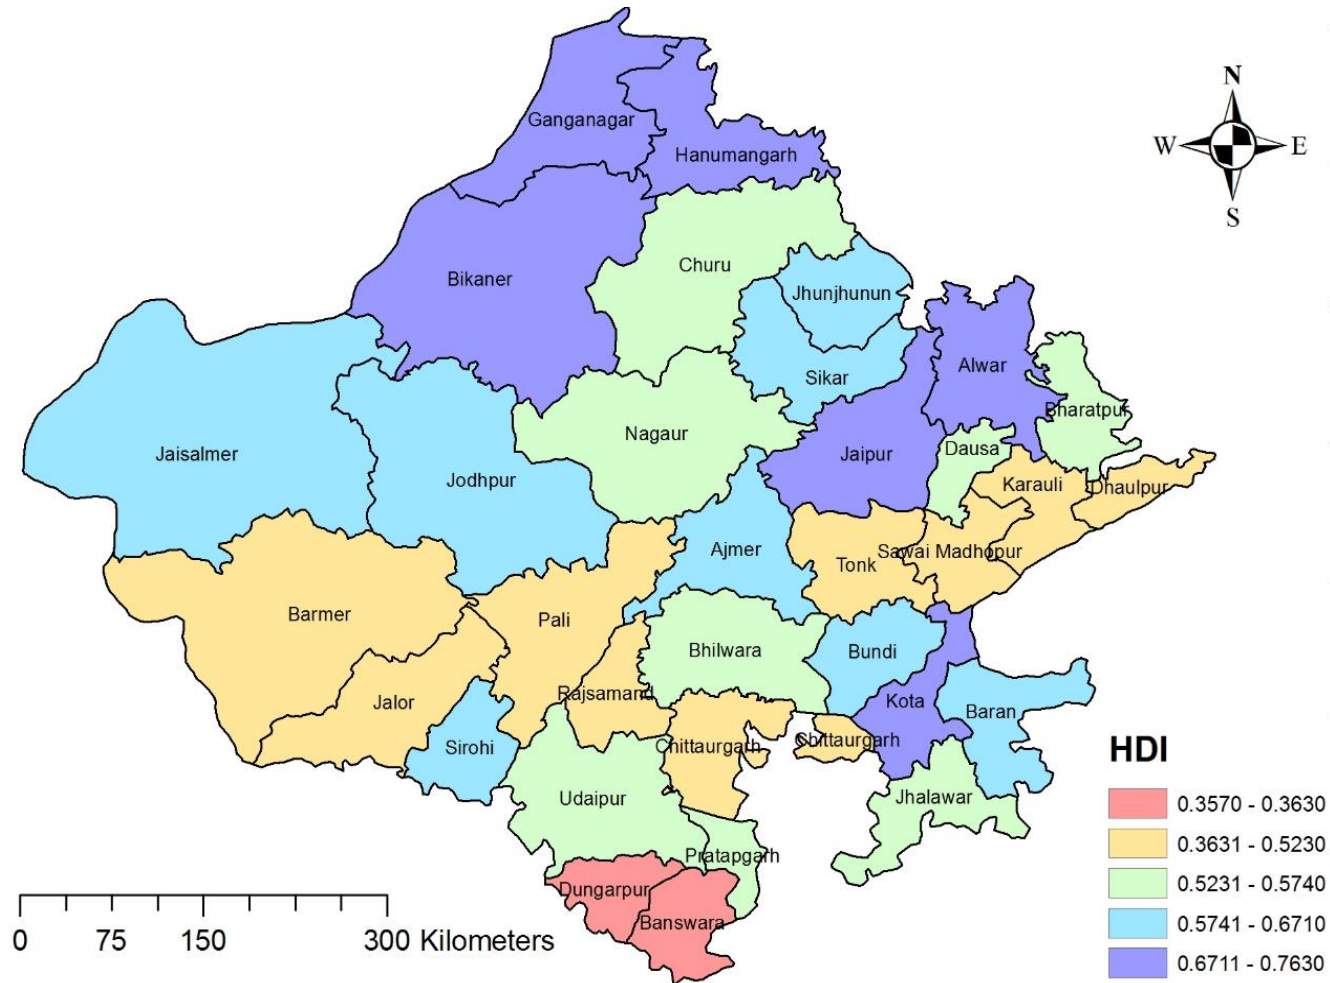 N
W E
S
Ganganagar
Hanumangarh
Bikaner
Churu
Jhunjhunun
Sikar
Alwar
Bharatpur
Jaisalmer
Jodhpur
Nagaur
Jaipur
Dausa
Karauli
Dhaulpur
Ajmer
Tonk
Sawai Madhopur
Barmer
Pali
Bhilwara
Bundi
Jalor
Rajsamand
Kota
Baran
Sirohi
Chittaurgarh
Chittaurgarh
Udaipur
Jhalawar
Pratapgarh
Dungarpur
Banswara
HDI
0.3570 - 0.3630
0.3631 - 0.5230
0.5231 - 0.5740
0.5741 - 0.6710
0.6711 - 0.7630
0 75 150 300 Kilometers